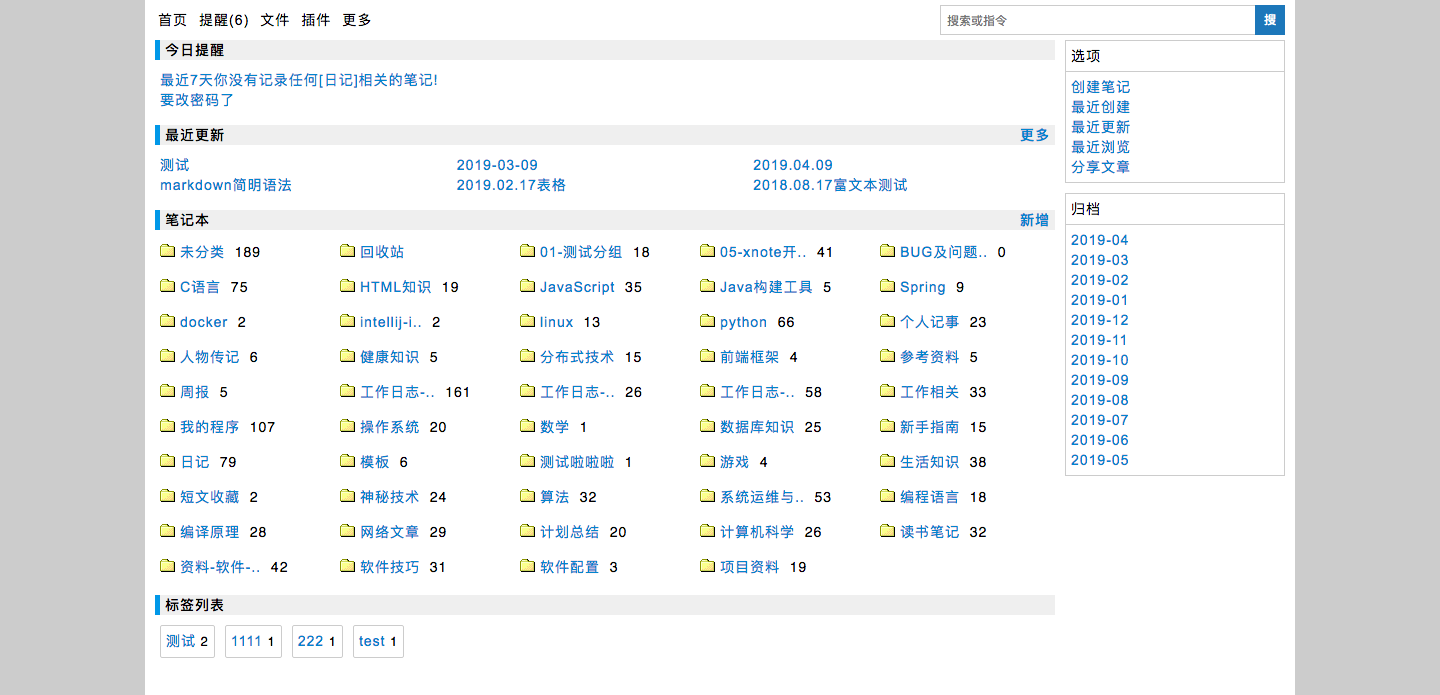 首页 提醒(6) 文件 插件 更多
搜索或指令 搜
今日提醒
最近7天你没有记录任何[日记]相关的笔记!
要改密码了
最近更新 更多
测试 2019-03-09 2019.04.09
markdown简明语法 2019.02.17表格 2018.08.17富文本测试
笔记本 新增
未分类 189 回收站 01-测试分组 18 05-xnote开.. 41 BUG及问题.. 0
C语言 75 HTML知识 19 JavaScript 35 Java构建工具 5 Spring 9
docker 2 intellij-i.. 2 linux 13 python 66 个人记事 23
人物传记 6 健康知识 5 分布式技术 15 前端框架 4 参考资料 5
周报 5 工作日志-.. 161 工作日志-.. 26 工作日志-.. 58 工作相关 33
我的程序 107 操作系统 20 数学 1 数据库知识 25 新手指南 15
日记 79 模板 6 测试啦啦啦 1 游戏 4 生活知识 38
短文收藏 2 神秘技术 24 算法 32 系统运维与.. 53 编程语言 18
编译原理 28 网络文章 29 计划总结 20 计算机科学 26 读书笔记 32
资料-软件-.. 42 软件技巧 31 软件配置 3 项目资料 19
标签列表
测试 2 1111 1 222 1 test 1
选项
创建笔记
最近创建
最近更新
最近浏览
分享文章
归档
2019-04
2019-03
2019-02
2019-01
2019-12
2019-11
2019-10
2019-09
2019-08
2019-07
2019-06
2019-05